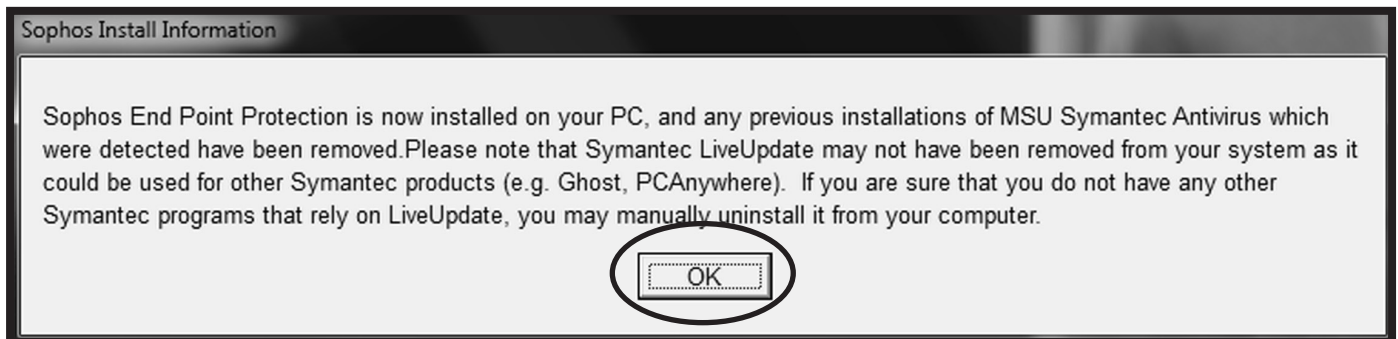 Sophos Install Information
Sophos End Point Protection is now installed on your PC, and any previous installations of MSU Symantec Antivirus which
were detected have been removed.Please note that Symantec LiveUpdate may not have been removed from your system as it
could be used for other Symantec products (e.g. Ghost, PCAnywhere).  If you are sure that you do not have any other
Symantec programs that rely on LiveUpdate, you may manually uninstall it from your computer.
OK